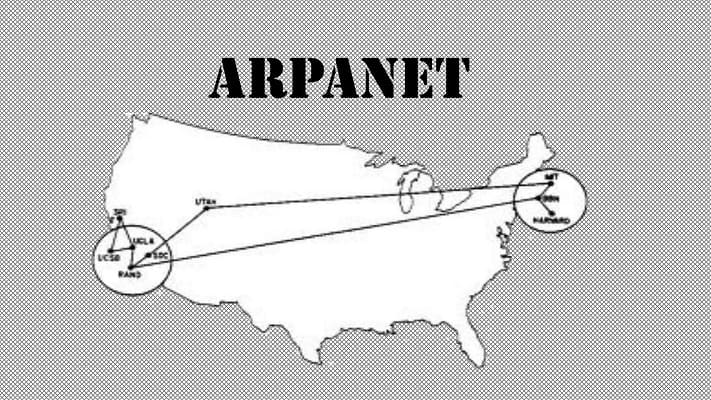 ARPANET
MIT
UTAH
BBN
SRI
HARVARD
UCLA
UCSB
SDC
RAND